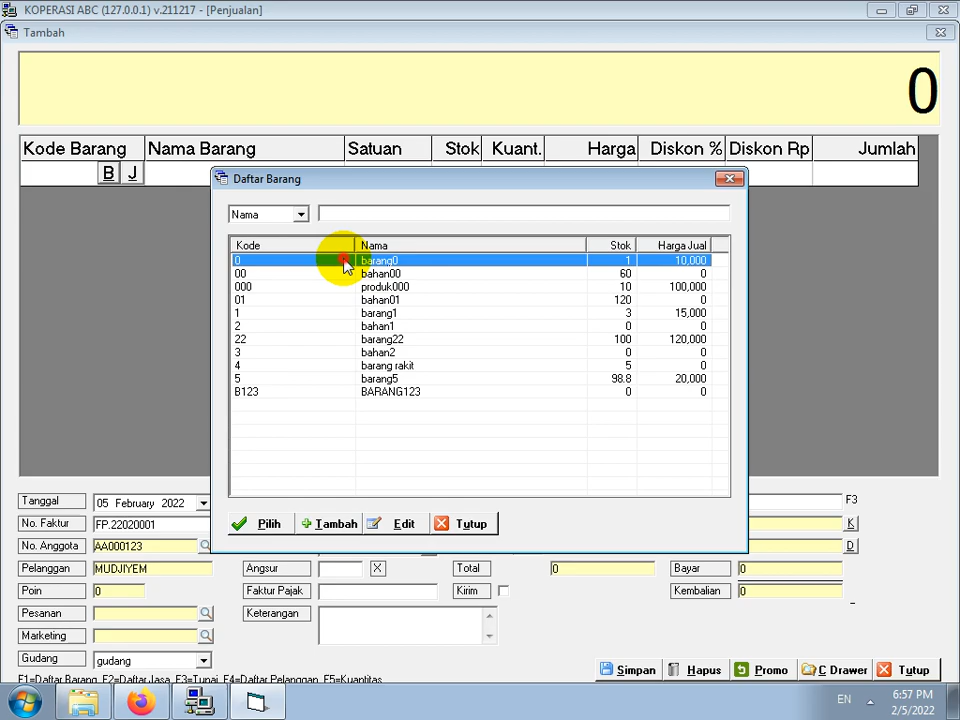 KOPERASI ABC (127.0.0.1) v.211217 - [Penjualan]
Tambah
0
Kode Barang Nama Barang Satuan Stok Kuant. Harga Diskon % Diskon Rp Jumlah
B J
Daftar Barang
Nama
Kode Nama Stok Harga Jual
0 barang0 1 10,000
00 bahan00 60 0
000 produk000 10 100,000
01 bahan01 120 0
1 barang1 3 15,000
2 bahan1 0 0
22 barang22 100 120,000
3 bahan2 0 0
4 barang rakit 5 0
5 barang5 98.8 20,000
B123 BARANG123 0 0
Pilih Tambah Edit Tutup
Tanggal 05 February 2022 F3
No. Faktur FP.22020001 K
No. Anggota AA000123 D
Pelanggan MUDJIYEM Angsur X Total 0 Bayar 0
Poin 0 Faktur Pajak Kirim Kembalian 0
Pesanan Keterangan
Marketing
Gudang gudang
Simpan Hapus Promo C Drawer Tutup
F1=Daftar Barang, F2=Daftar Jasa, F3=Tunai, F4=Daftar Pelanggan, F5=Kuantitas
EN 6:57 PM
2/5/2022